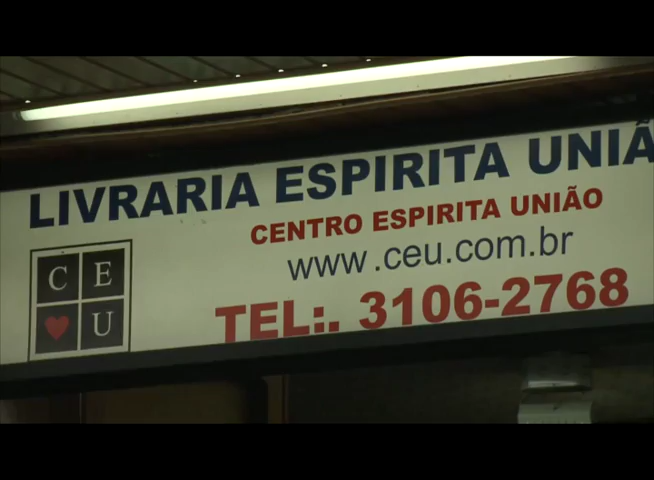 LIVRARIA ESPIRITA UNIÃ
CENTRO ESPIRITA UNIÃO
www.ceu.com.br
TEL:. 3106-2768
C E
U